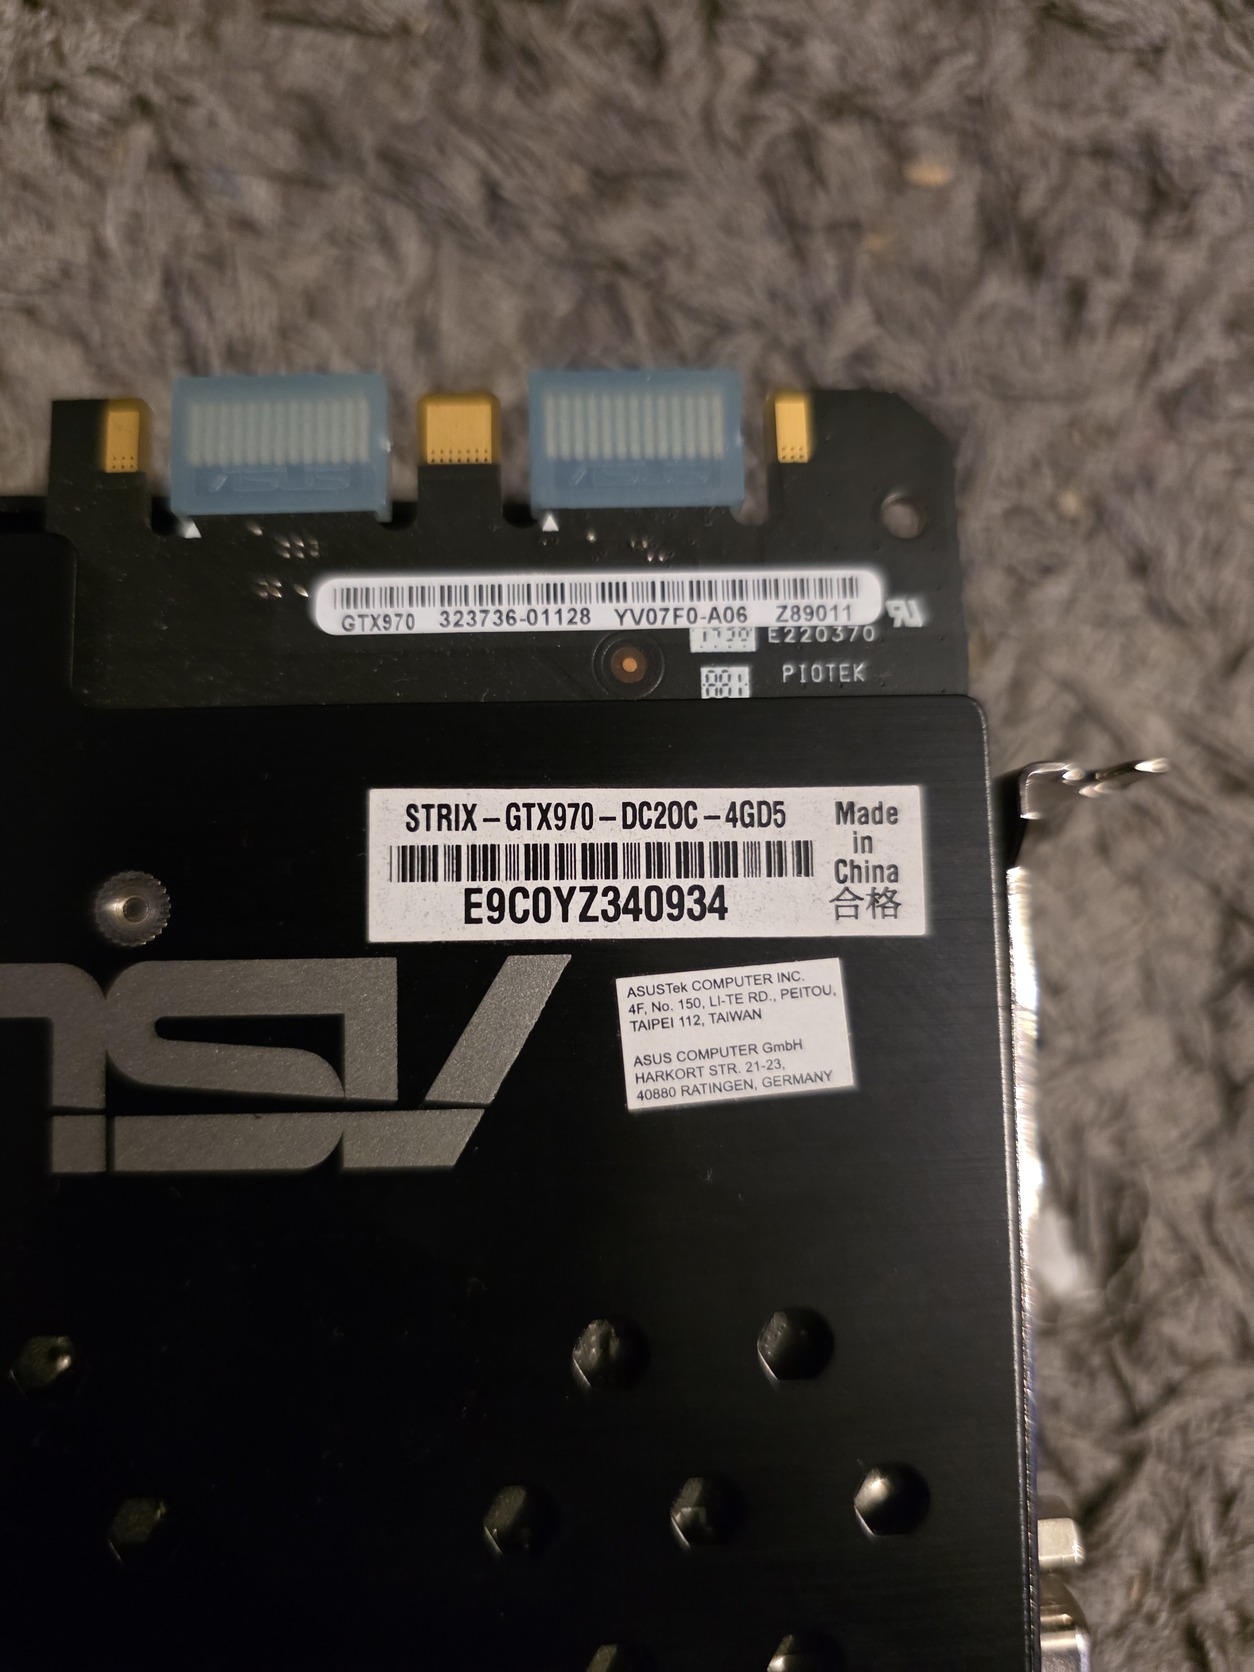 ASUS
ASUS
GTX970 323736-01128 YV07F0-A06 Z89011
E220370
PIOTEK
STRIX-GTX970-DC2OC-4GD5
E9C0YZ340934
Made
in
China
合格
ASUSTek COMPUTER INC.
4F, No. 150, LI-TE RD., PEITOU,
TAIPEI 112, TAIWAN
ASUS COMPUTER GmbH
HARKORT STR. 21-23,
40880 RATINGEN, GERMANY